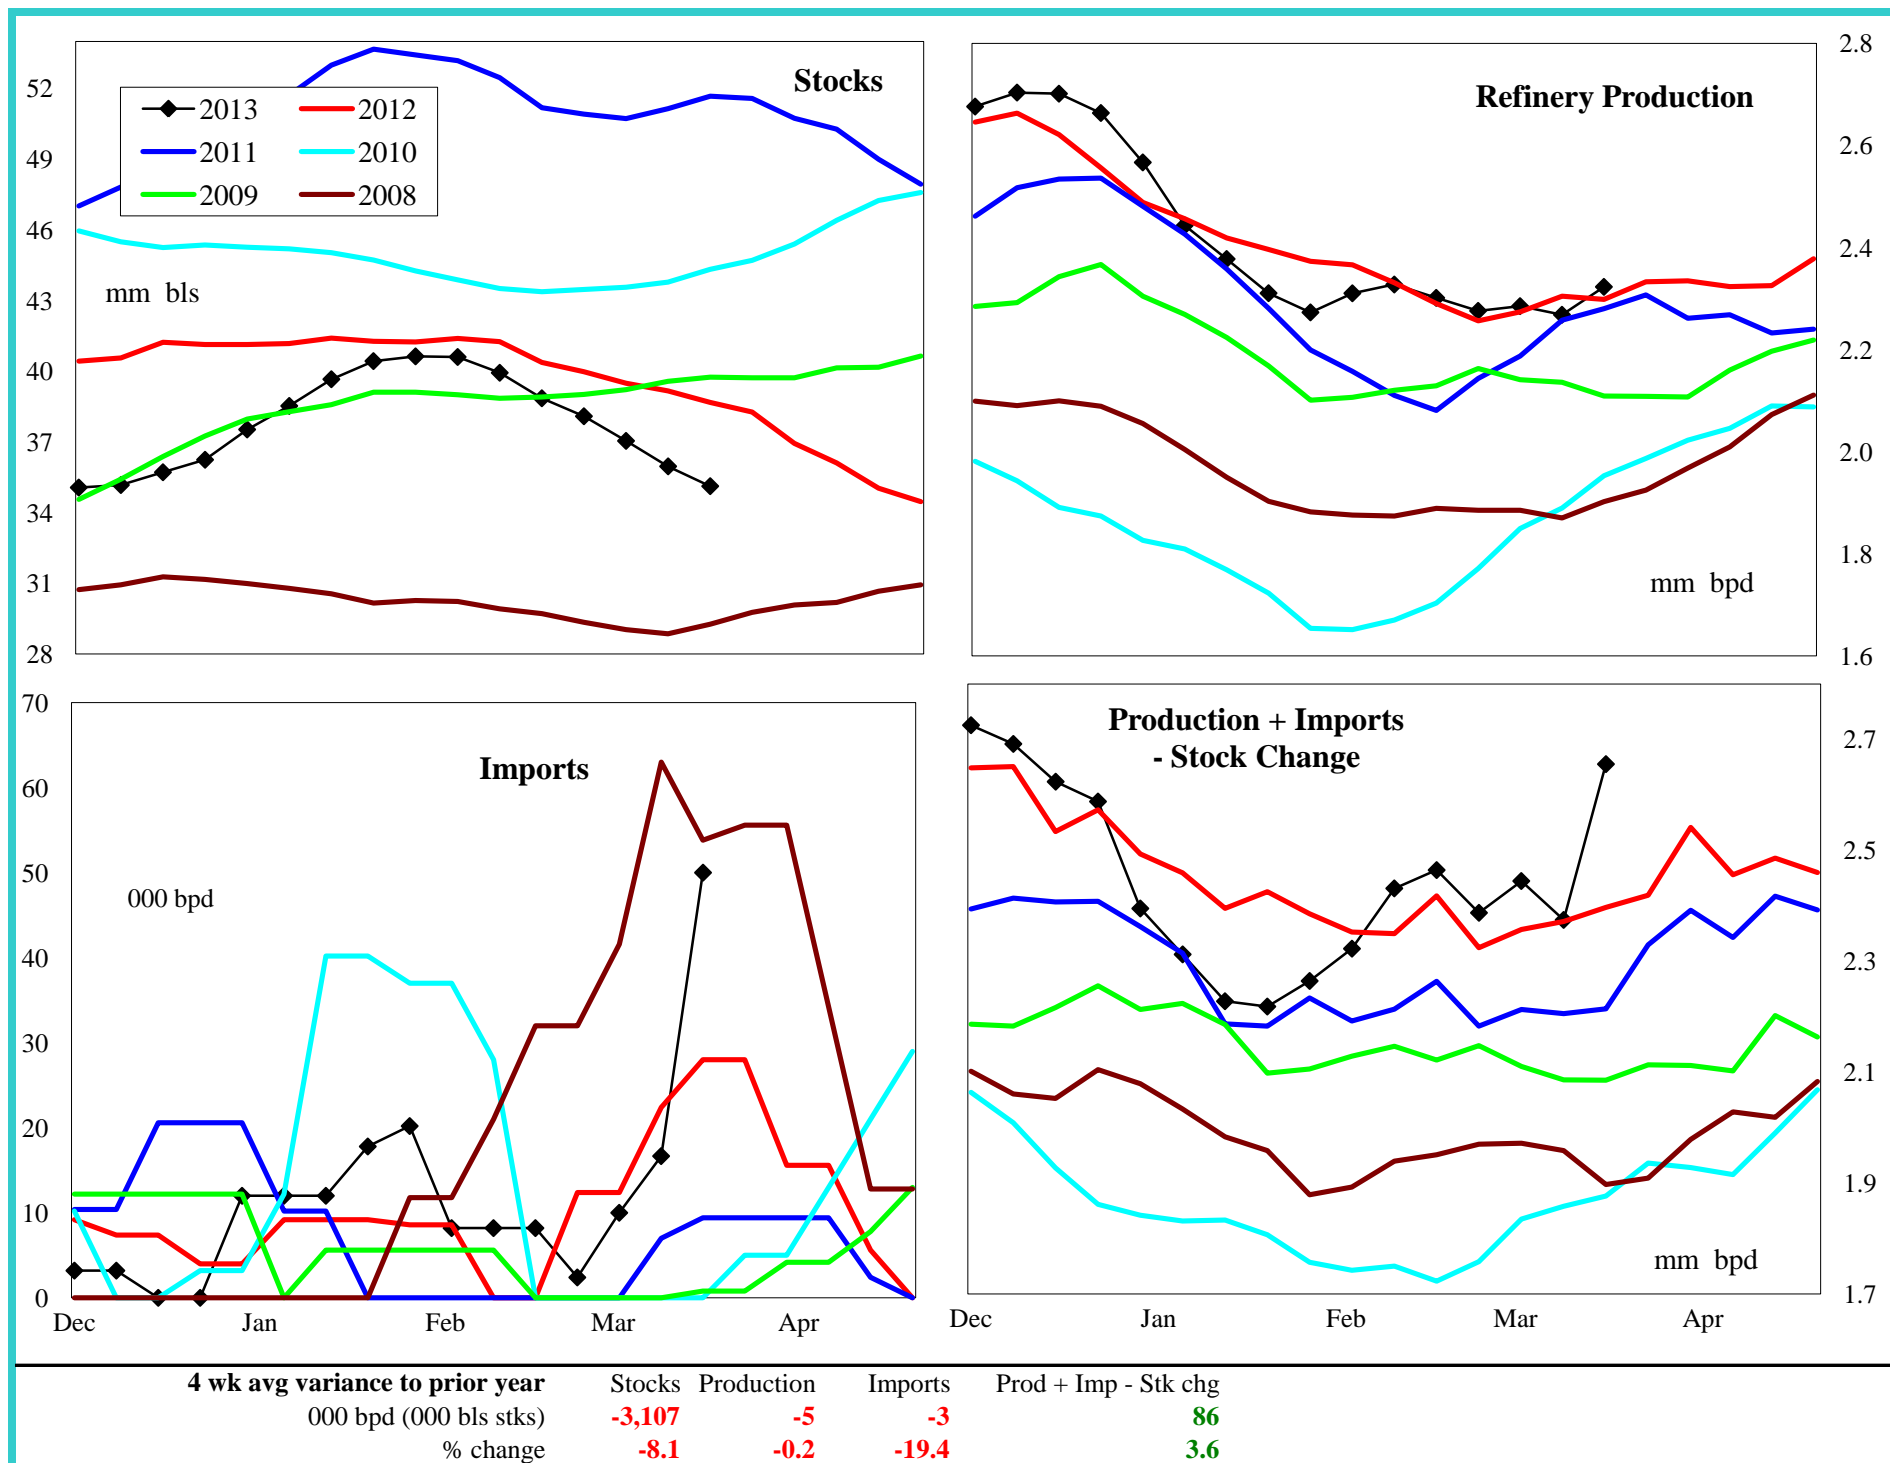 Stocks
52
49
46
43
40
37
34
31
28
2013 2012
2011 2010
2009 2008
mm bls
Refinery Production
2.8
2.6
2.4
2.2
2.0
1.8
1.6
mm bpd
Imports
70
60
50
40
30
20
10
0
000 bpd
Dec Jan Feb Mar Apr
Production + Imports
- Stock Change
2.7
2.5
2.3
2.1
1.9
1.7
mm bpd
Dec Jan Feb Mar Apr
4 wk avg variance to prior year Stocks Production Imports Prod + Imp - Stk chg
000 bpd (000 bls stks) -3,107 -5 -3 86
% change -8.1 -0.2 -19.4 3.6